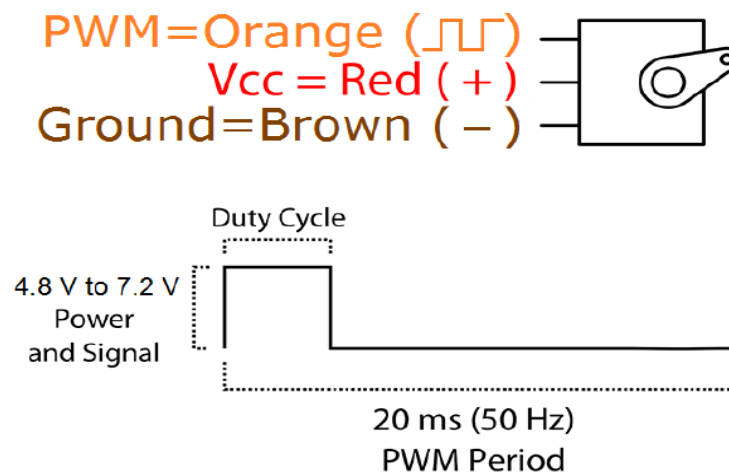 PWM=Orange (⎍⎍)
Vcc = Red ( + )
Ground=Brown ( − )
Duty Cycle
4.8 V to 7.2 V
Power
and Signal
20 ms (50 Hz)
PWM Period